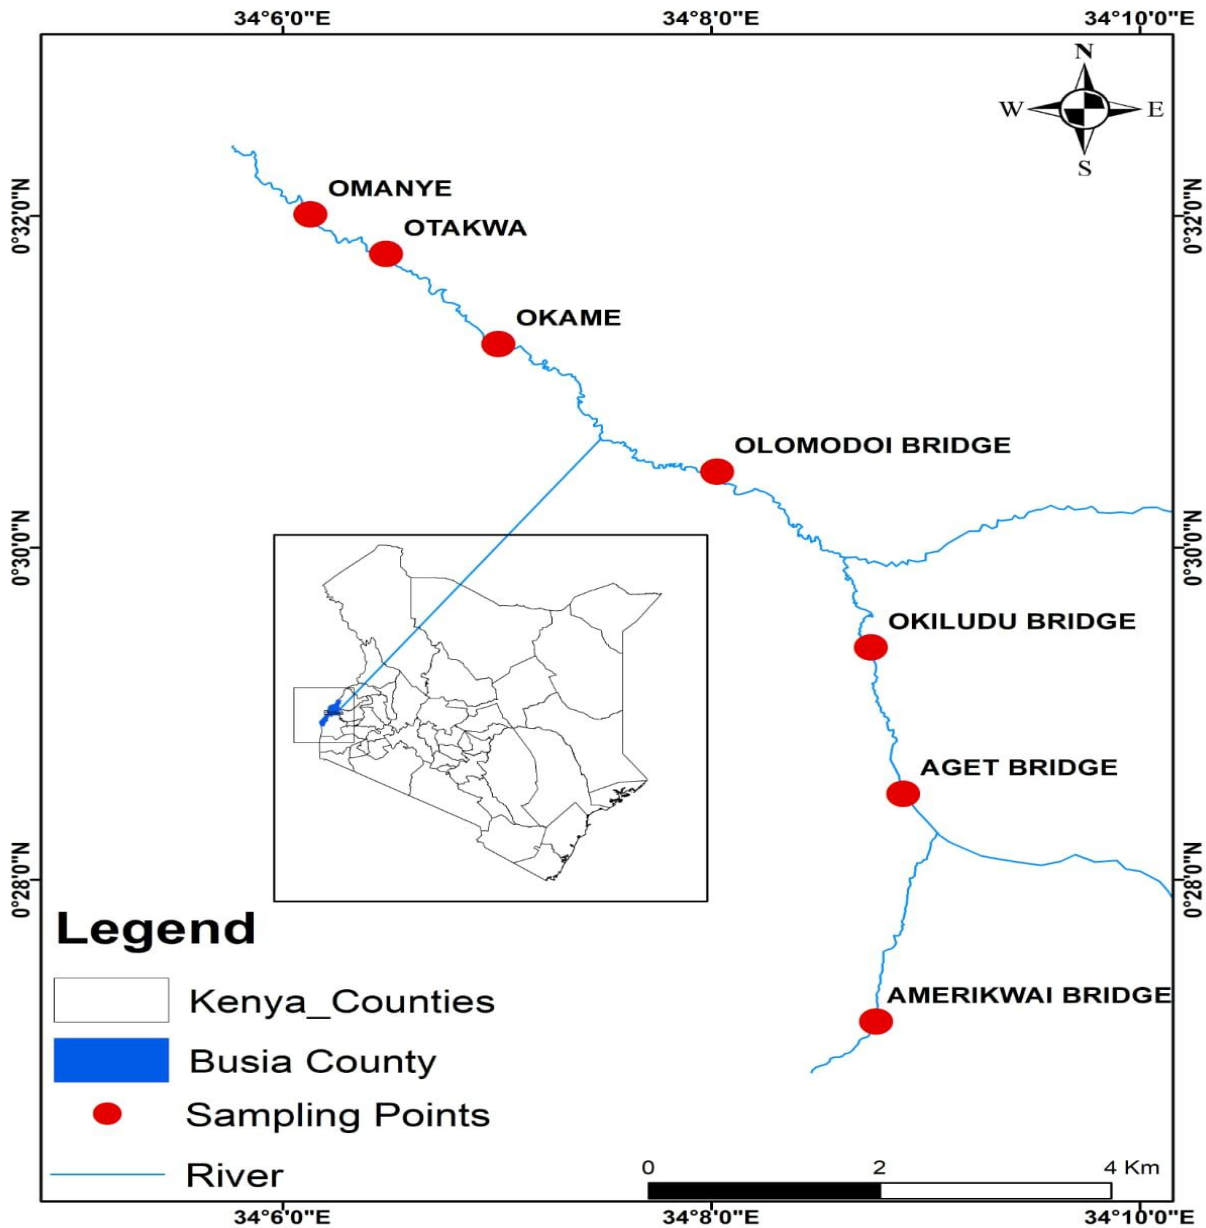 34°6'0"E 34°8'0"E 34°10'0"E
N
W E
S
0°32'0"N 0°32'0"N
OMANYE
OTAKWA
OKAME
OLOMODOI BRIDGE
0°30'0"N 0°30'0"N
OKILUDU BRIDGE
AGET BRIDGE
0°28'0"N 0°28'0"N
Legend
Kenya_Counties
AMERIKWAI BRIDGE
Busia County
Sampling Points
River
0 2 4 Km
34°6'0"E 34°8'0"E 34°10'0"E